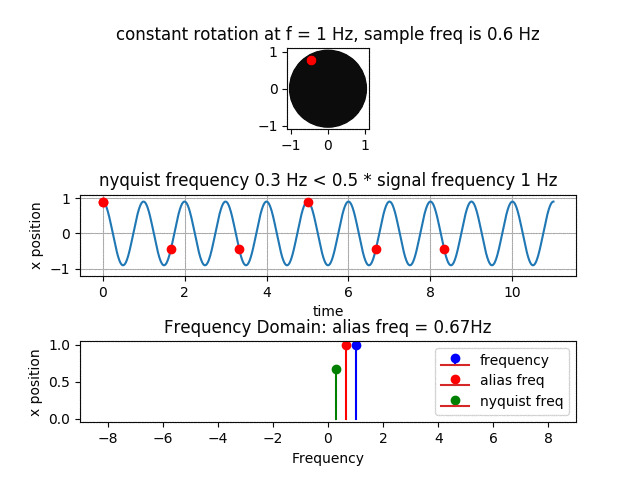 constant rotation at f = 1 Hz, sample freq is 0.6 Hz
1
0
−1
−1 0 1
nyquist frequency 0.3 Hz < 0.5 * signal frequency 1 Hz
x position
1
0
−1
0 2 4 6 8 10
time
Frequency Domain: alias freq = 0.67Hz
x position
1.0
0.5
0.0
frequency
alias freq
nyquist freq
−8 −6 −4 −2 0 2 4 6 8
Frequency